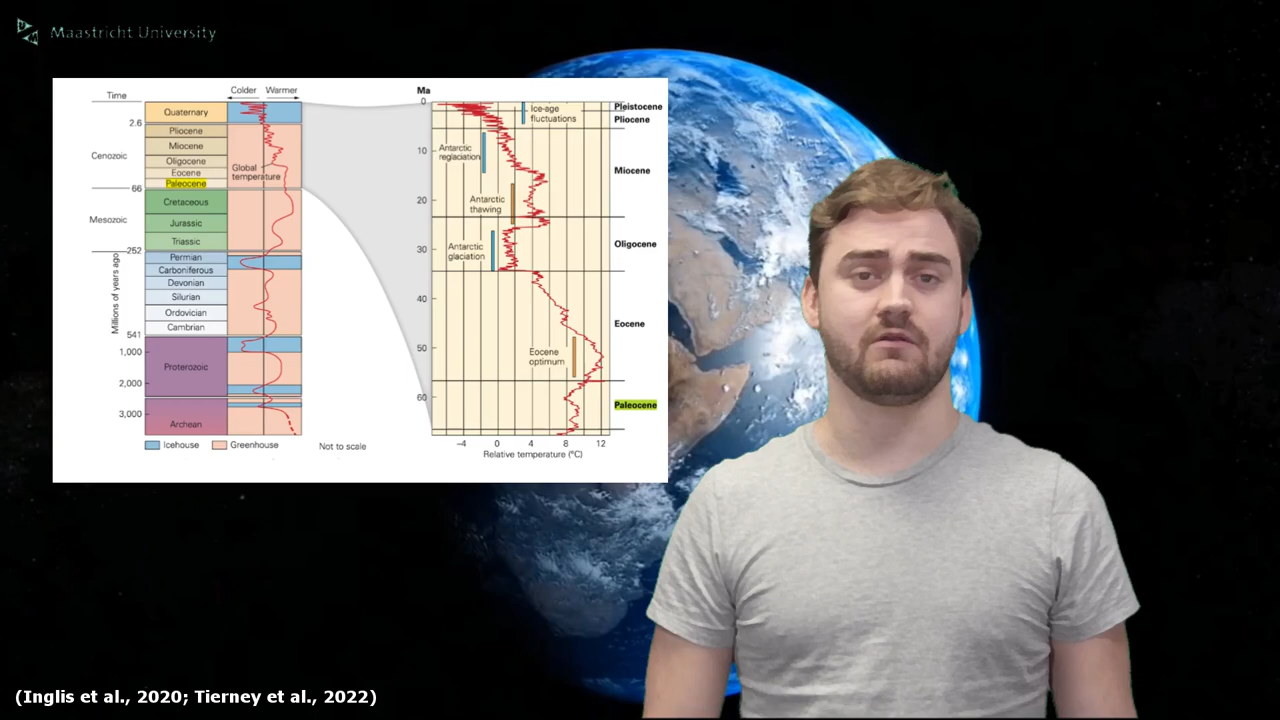 Maastricht University
Time
Colder
Warmer
Quaternary
2.6
Pliocene
Miocene
Cenozoic
Oligocene
Eocene
Paleocene
66
Global
temperature
Cretaceous
Mesozoic
Jurassic
Triassic
252
Permian
Carboniferous
Devonian
Silurian
Ordovician
Cambrian
Millions of years ago
541
1,000
Proterozoic
2,000
3,000
Archean
Icehouse
Greenhouse
Not to scale
Ma
0
Ice-age
fluctuations
Pleistocene
Pliocene
Antarctic
reglaciation
10
Miocene
Antarctic
thawing
20
Oligocene
Antarctic
glaciation
30
40
Eocene
50
Eocene
optimum
60
Paleocene
−4 0 4 8 12
Relative temperature (°C)
(Inglis et al., 2020; Tierney et al., 2022)